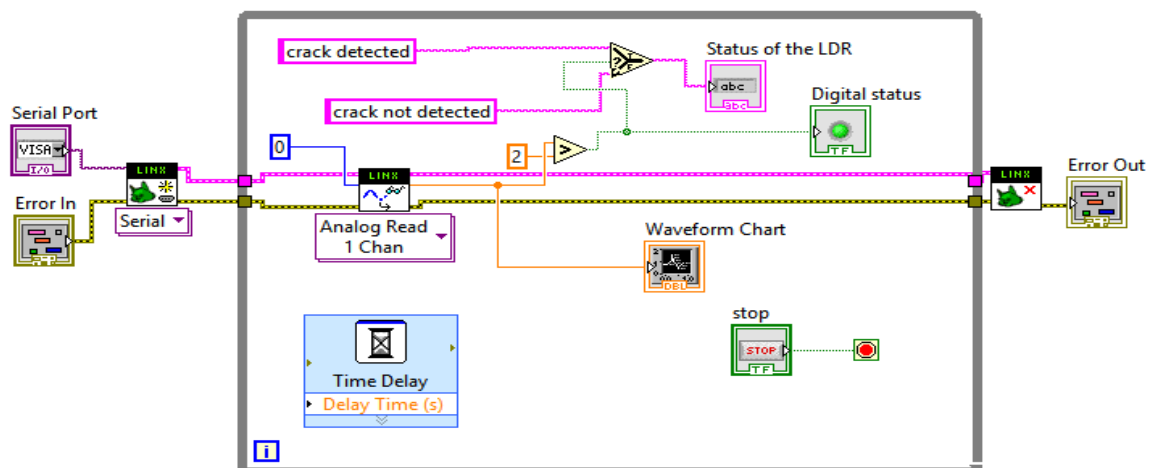 crack detected
Status of the LDR
abc
abc
Digital status
TF
crack not detected
Serial Port
VISA
I/O
0
2
>
LINX
LINX
LINX
Error Out
Error In
Serial
Analog Read
1 Chan
Waveform Chart
DBL
stop
STOP
TF
Time Delay
Delay Time (s)
i